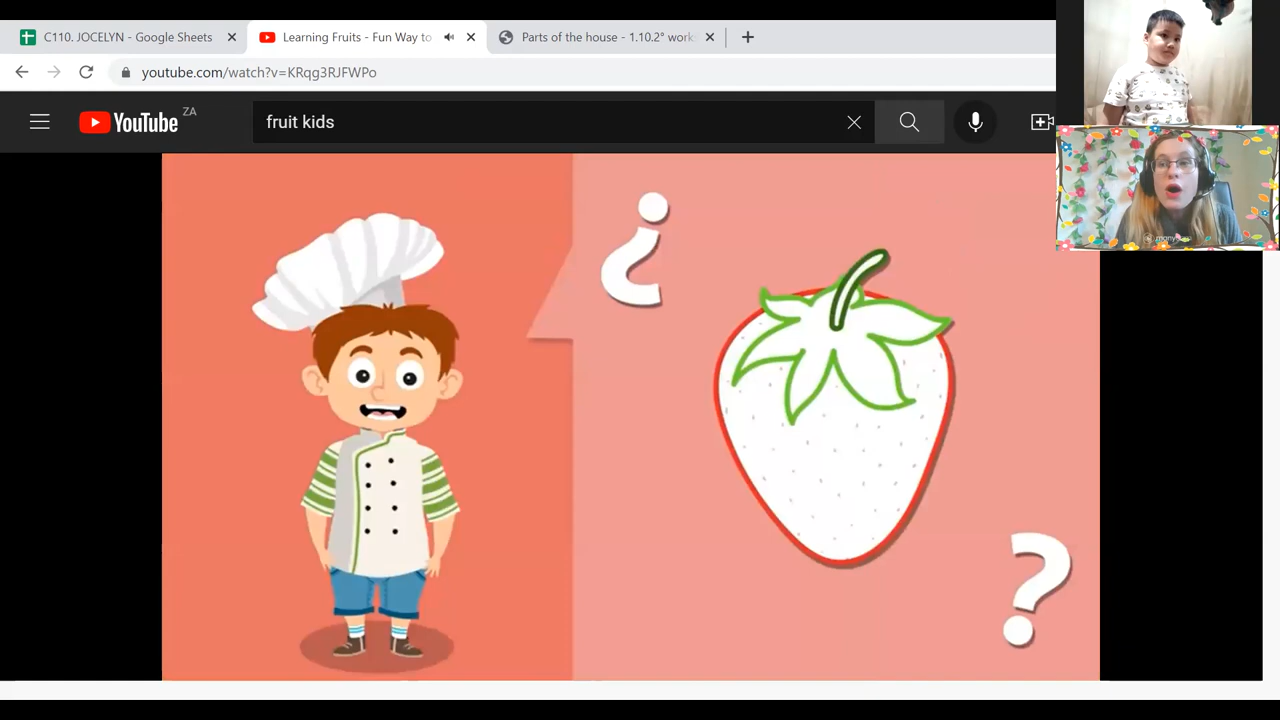 C110. JOCELYN - Google Sheets
Learning Fruits - Fun Way to
Parts of the house - 1.10.2° work
youtube.com/watch?v=KRqg3RJFWPo
YouTube ZA
fruit kids
¿
?